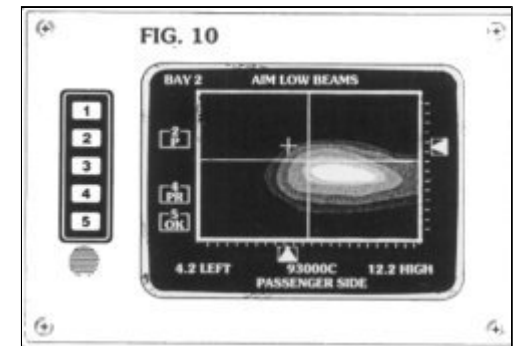 FIG. 10
BAY 2 AIM LOW BEAMS
1
2
3
4
5
2
P
4
PR
5
OK
4.2 LEFT 93000C 12.2 HIGH
PASSENGER SIDE